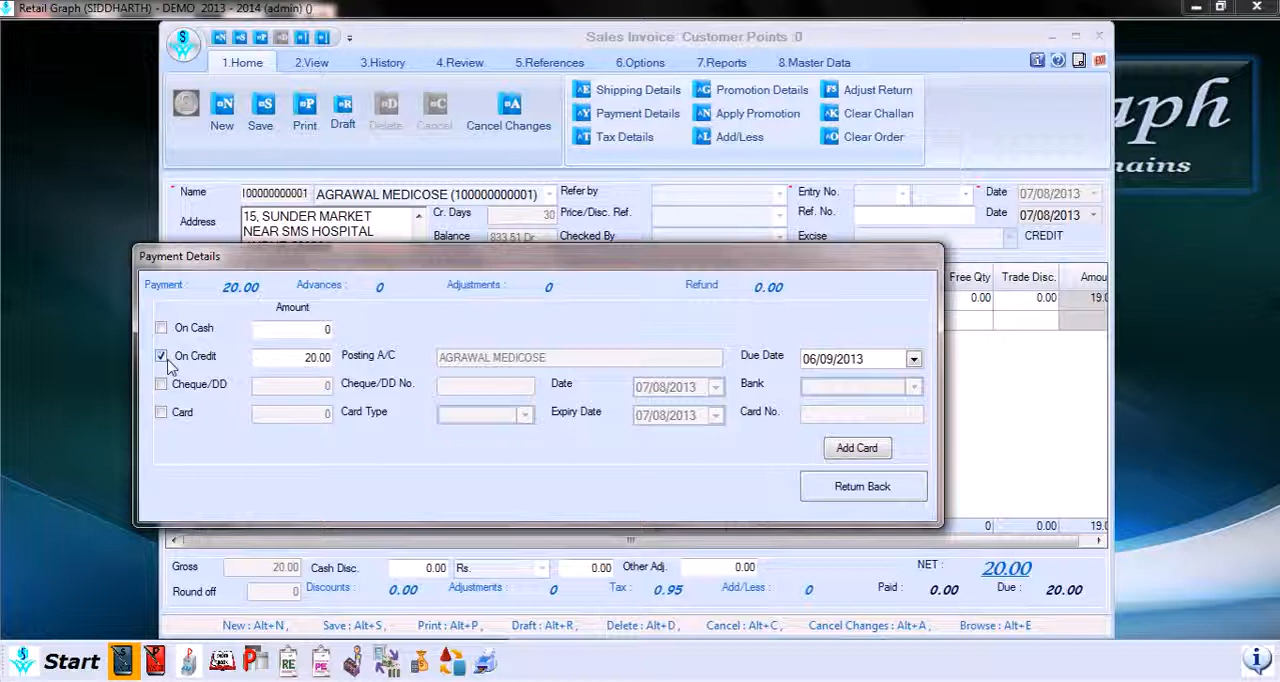 Retail Graph (SIDDHARTH) - DEMO 2013 - 2014 (admin) ()
Sales Invoice Customer Points :0
1.Home 2.View 3.History 4.Review 5.References 6.Options 7.Reports 8.Master Data
New Save Print Draft Delete Cancel Cancel Changes
Shipping Details Promotion Details Adjust Return
Payment Details Apply Promotion Clear Challan
Tax Details Add/Less Clear Order
aph
ains
Name I00000000001 AGRAWAL MEDICOSE (100000000001) Refer by Entry No. Date 07/08/2013
Address 15, SUNDER MARKET Cr. Days 30 Price/Disc. Ref. Ref. No. Date 07/08/2013
NEAR SMS HOSPITAL Balance 833.51 Dr Checked By Excise CREDIT
Payment Details
Payment : 20.00 Advances : 0 Adjustments : 0 Refund 0.00
Amount
On Cash 0
On Credit 20.00 Posting A/C AGRAWAL MEDICOSE Due Date 06/09/2013
Cheque/DD 0 Cheque/DD No. Date 07/08/2013 Bank
Card 0 Card Type Expiry Date 07/08/2013 Card No.
Add Card
Return Back
Free Qty Trade Disc. Amou
0.00 0.00 19.0
0 0.00 19.0
Gross 20.00 Cash Disc. 0.00 Rs. 0.00 Other Adj. 0.00 NET : 20.00
Round off 0 Discounts : 0.00 Adjustments : 0 Tax : 0.95 Add/Less : 0 Paid : 0.00 Due : 20.00
New : Alt+N , Save : Alt+S , Print : Alt+P , Draft : Alt+R , Delete : Alt+D , Cancel : Alt+C , Cancel Changes : Alt+A , Browse : Alt+E
Start